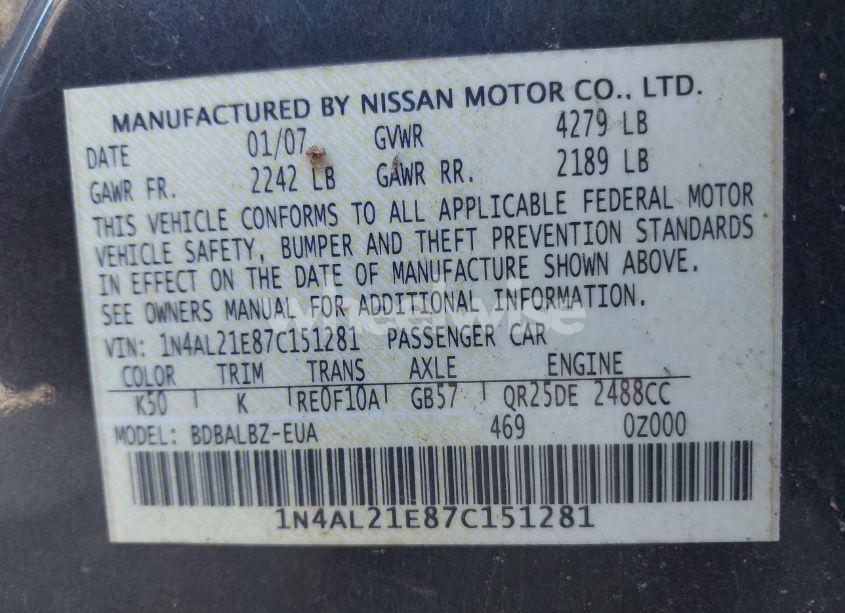 MANUFACTURED BY NISSAN MOTOR CO., LTD.
DATE 01/07 GVWR 4279 LB
GAWR FR. 2242 LB GAWR RR. 2189 LB
THIS VEHICLE CONFORMS TO ALL APPLICABLE FEDERAL MOTOR
VEHICLE SAFETY, BUMPER AND THEFT PREVENTION STANDARDS
IN EFFECT ON THE DATE OF MANUFACTURE SHOWN ABOVE.
SEE OWNERS MANUAL FOR ADDITIONAL INFORMATION.
wheelwise
VIN: 1N4AL21E87C151281 PASSENGER CAR
COLOR TRIM TRANS AXLE ENGINE
K50 K RE0F10A GB57 QR25DE 2488CC
MODEL: BDBALBZ-EUA 469 0Z000
1N4AL21E87C151281